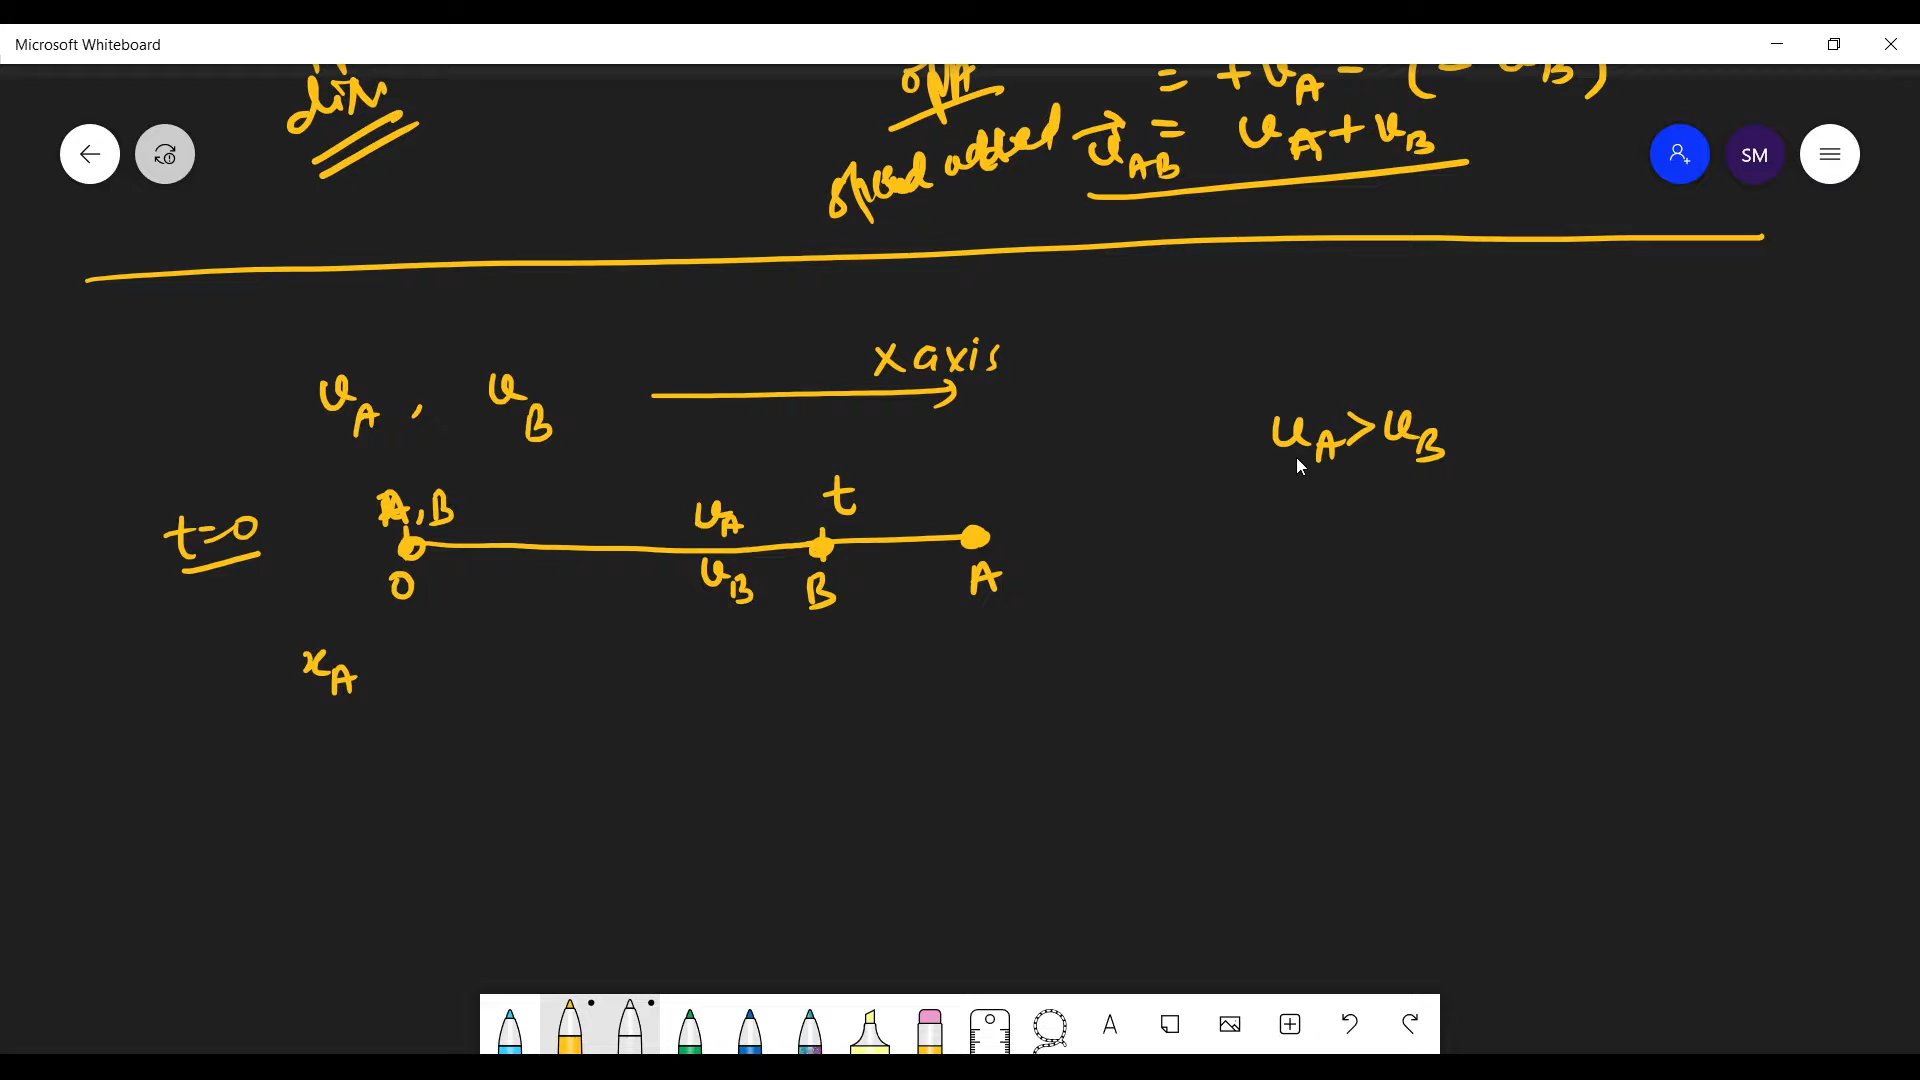 Microsoft Whiteboard
dirn opp = +vA - (-vB)
speed added vAB = vA + vB
SM
x axis
vA , vB
vA > vB
t=0 A,B vA t
O vB B A
xA